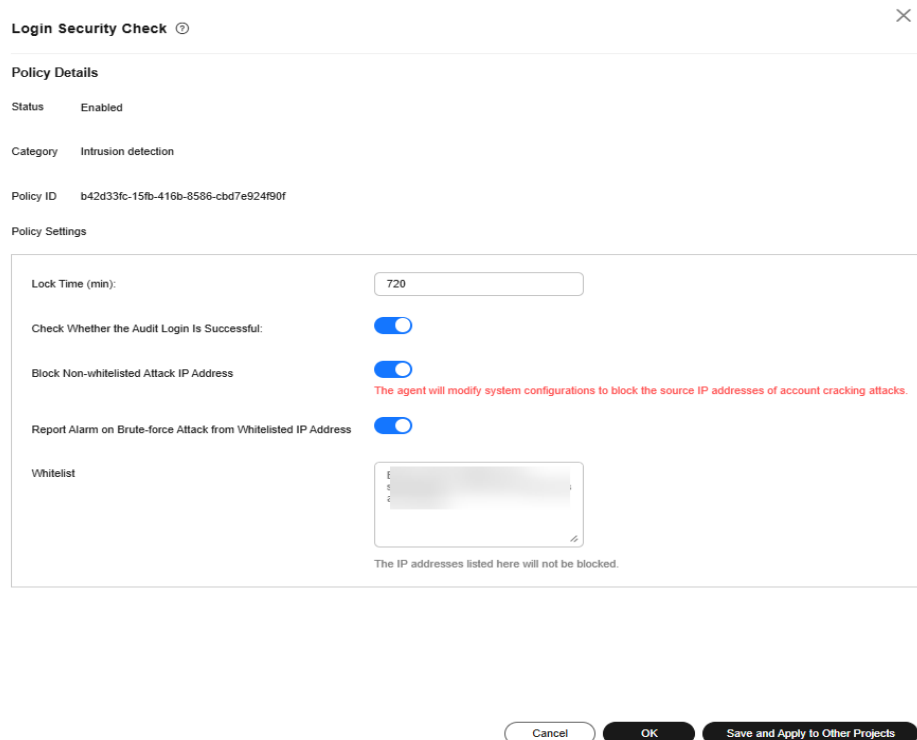 Login Security Check ?
Policy Details
Status Enabled
Category Intrusion detection
Policy ID b42d33fc-15fb-416b-8586-cbd7e924f90f
Policy Settings
Lock Time (min): 720
Check Whether the Audit Login Is Successful:
Block Non-whitelisted Attack IP Address
The agent will modify system configurations to block the source IP addresses of account cracking attacks.
Report Alarm on Brute-force Attack from Whitelisted IP Address
Whitelist
The IP addresses listed here will not be blocked.
Cancel OK Save and Apply to Other Projects